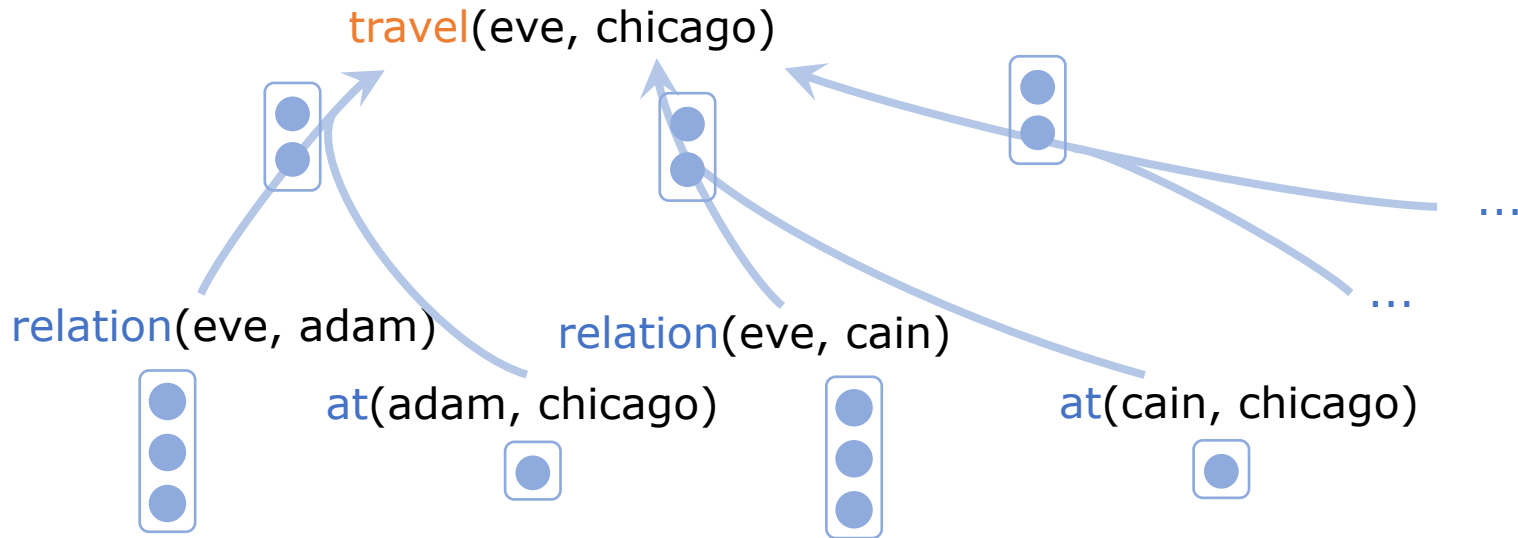 travel(eve, chicago)
...
...
relation(eve, adam)
relation(eve, cain)
at(adam, chicago)
at(cain, chicago)